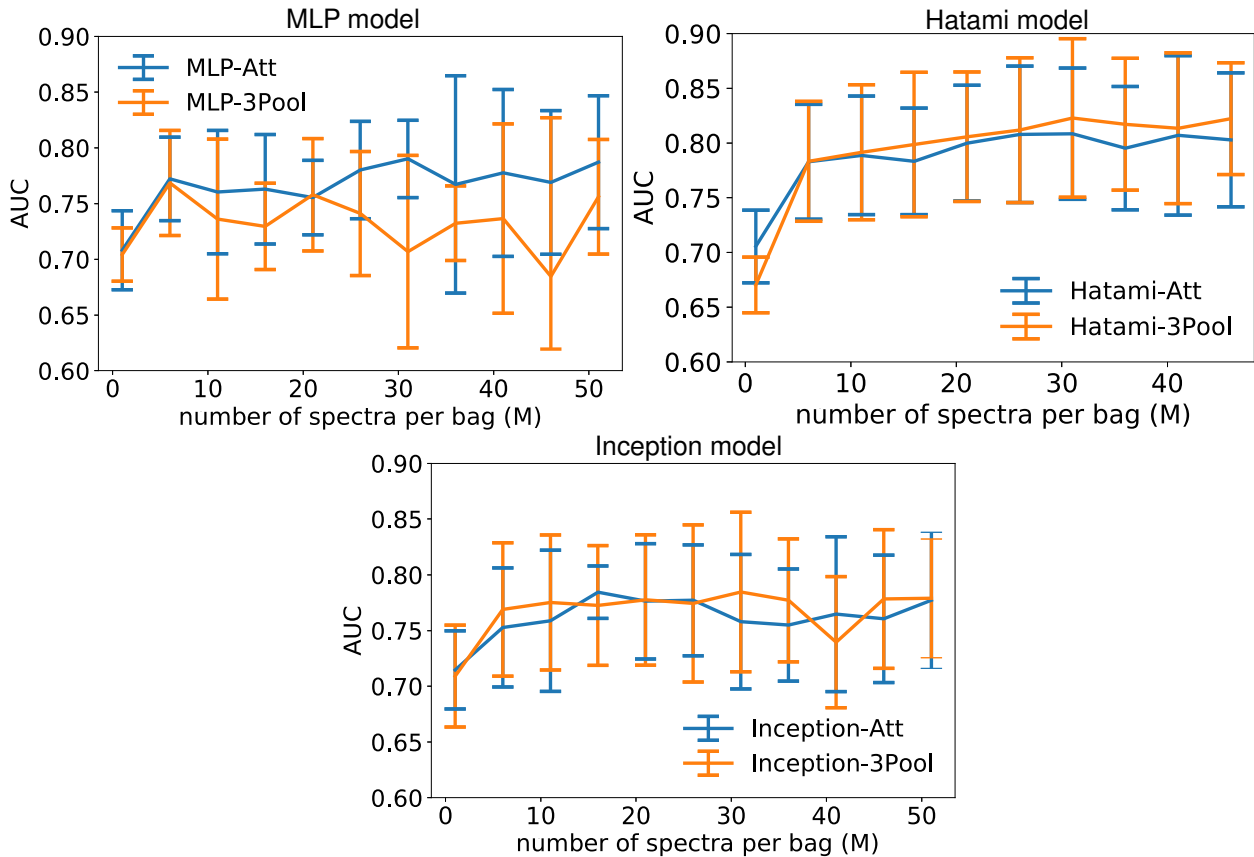 MLP model
0.90
0.85
0.80
0.75
0.70
0.65
0.60
AUC
MLP-Att
MLP-3Pool
0 10 20 30 40 50
number of spectra per bag (M)
Hatami model
0.90
0.85
0.80
0.75
0.70
0.65
0.60
AUC
Hatami-Att
Hatami-3Pool
0 10 20 30 40
number of spectra per bag (M)
Inception model
0.90
0.85
0.80
0.75
0.70
0.65
0.60
AUC
Inception-Att
Inception-3Pool
0 10 20 30 40 50
number of spectra per bag (M)